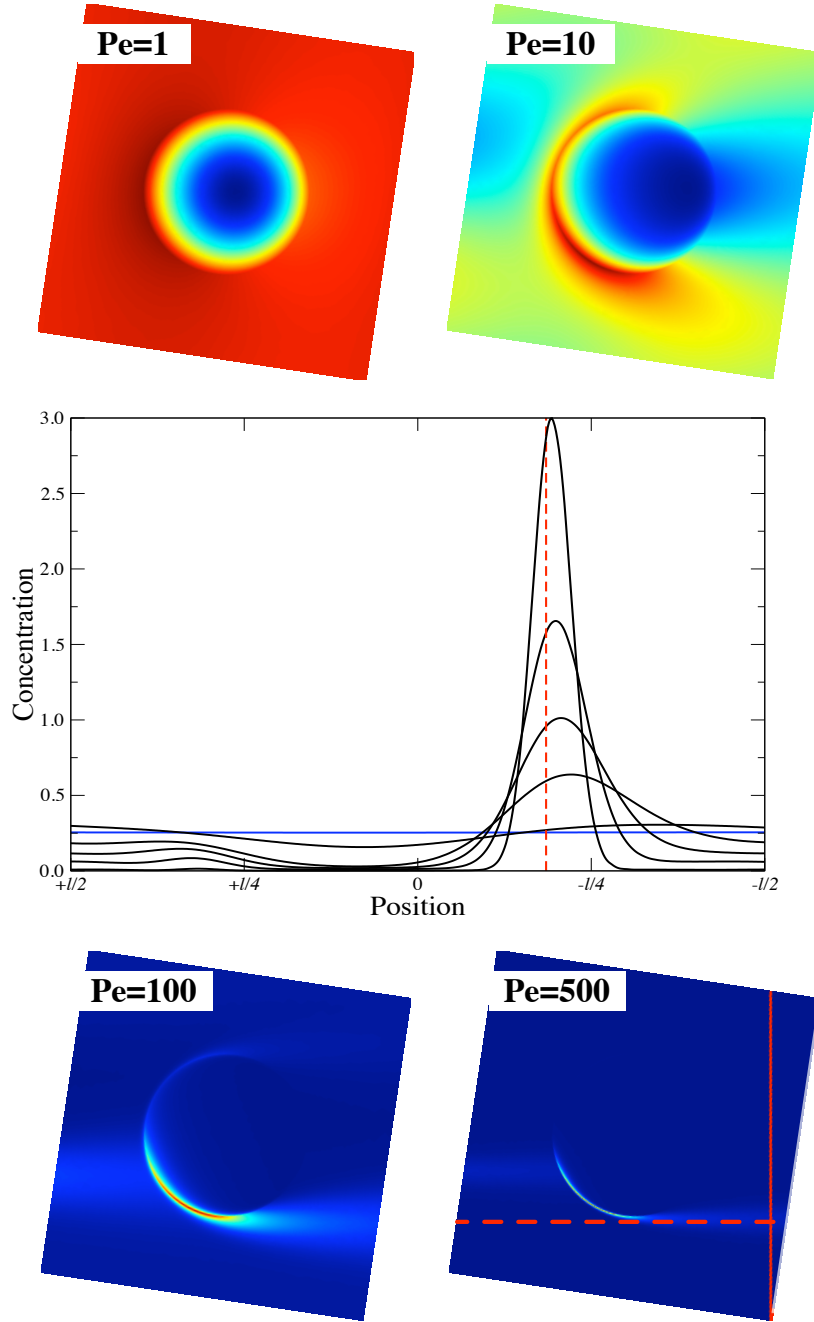 Pe=1
Pe=10
3.0
2.5
2.0
1.5
1.0
0.5
0.0
Concentration
+l/2
+l/4
0
-l/4
-l/2
Position
Pe=100
Pe=500